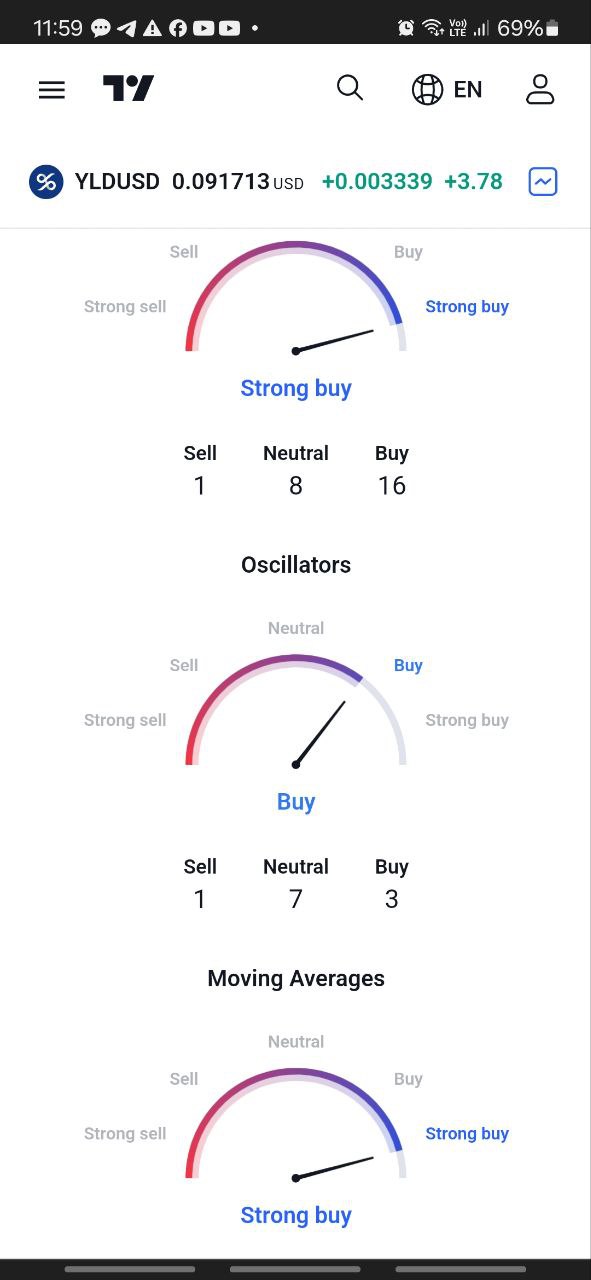 11:59 Vo)) LTE 69%
EN
YLDUSD 0.091713 USD +0.003339 +3.78
Sell Buy
Strong sell Strong buy
Strong buy
Sell Neutral Buy
1 8 16
Oscillators
Neutral
Sell Buy
Strong sell Strong buy
Buy
Sell Neutral Buy
1 7 3
Moving Averages
Neutral
Sell Buy
Strong sell Strong buy
Strong buy